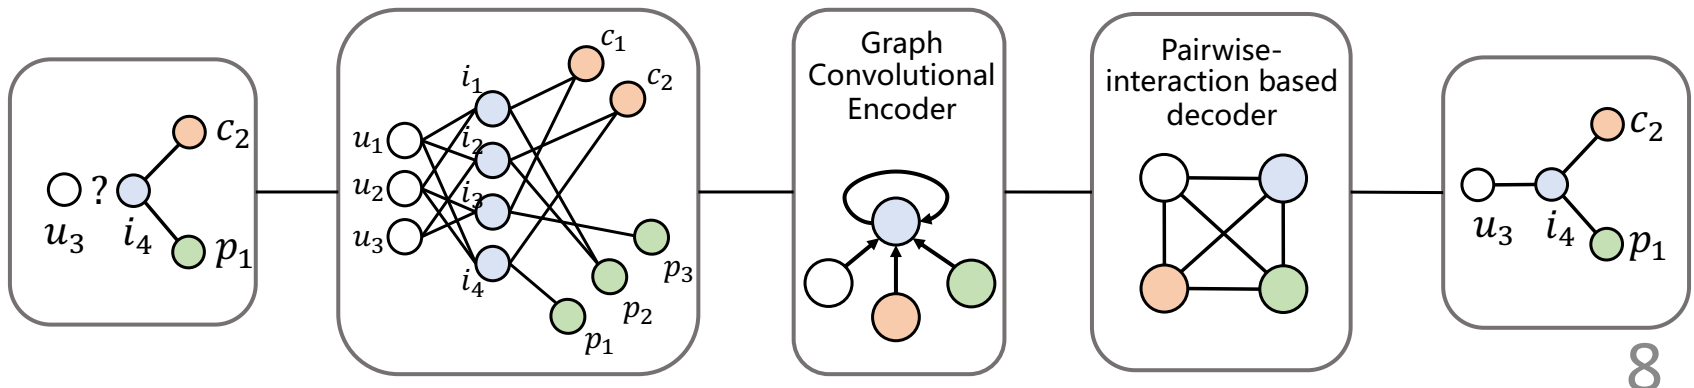 c₂
?
u₃
i₄
p₁
c₁
c₂
i₁
u₁
i₂
u₂
i₃
u₃
i₄
p₃
p₂
p₁
Graph
Convolutional
Encoder
Pairwise-
interaction based
decoder
c₂
u₃
i₄
p₁
8